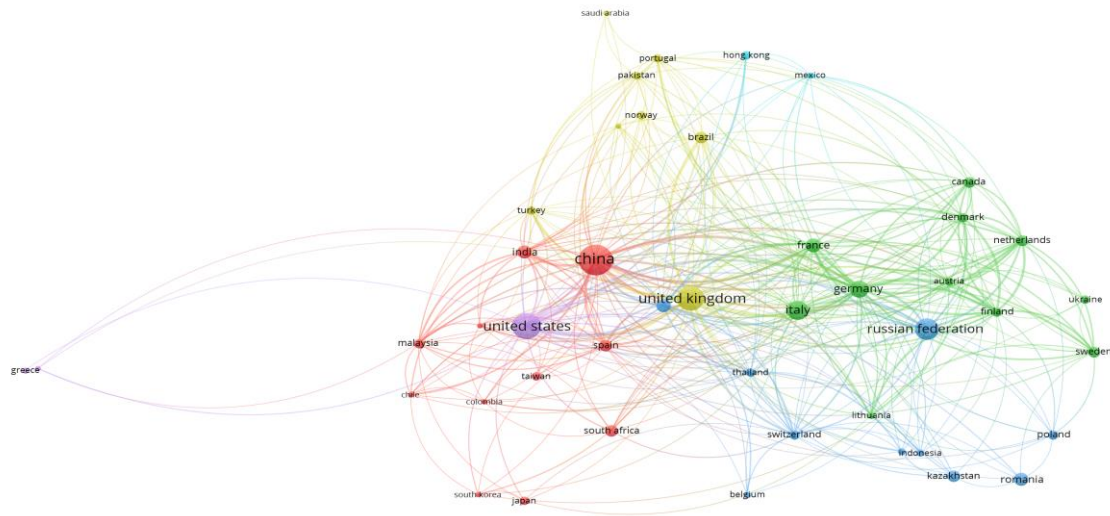 saudi arabia
portugal
hong kong
pakistan
mexico
norway
brazil
canada
turkey
denmark
netherlands
india
france
china
austria
germany
united kingdom
ukraine
italy
finland
united states
russian federation
malaysia
spain
sweden
greece
taiwan
thailand
chile
colombia
lithuania
south africa
switzerland
poland
indonesia
kazakhstan
romania
south korea
japan
belgium